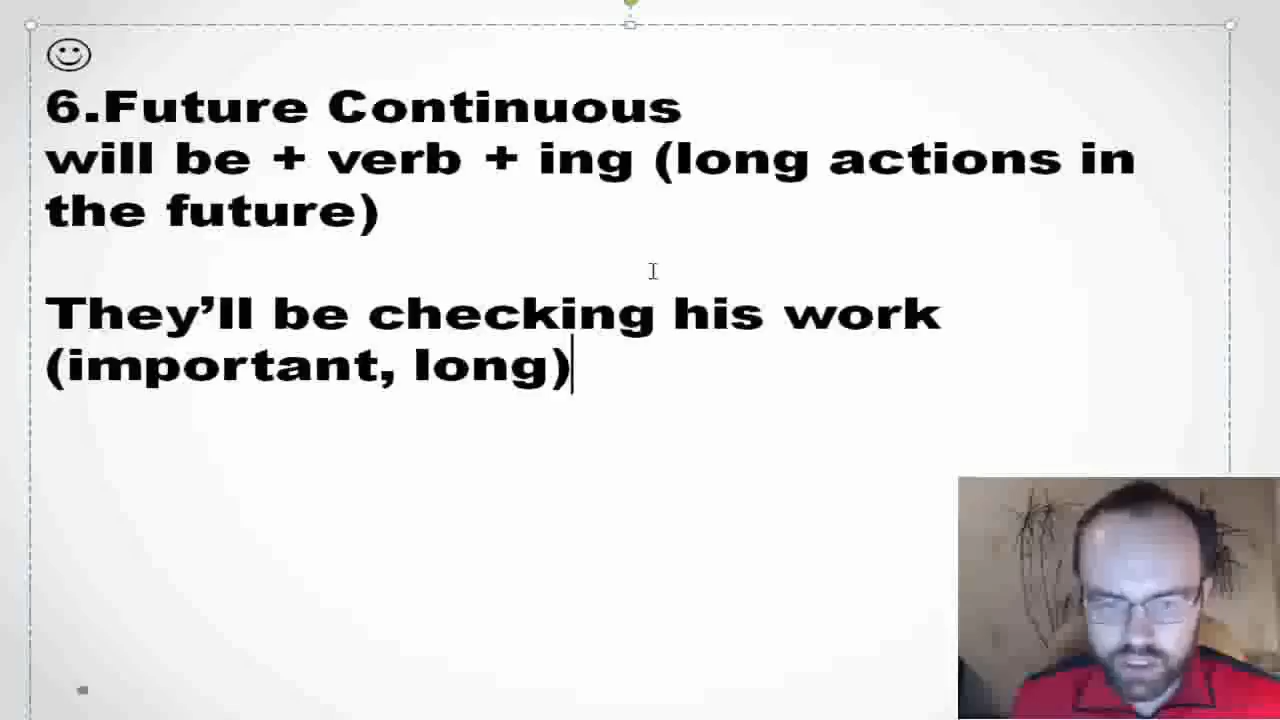 ☺
6.Future Continuous
will be + verb + ing (long actions in
the future)
They’ll be checking his work
(important, long)